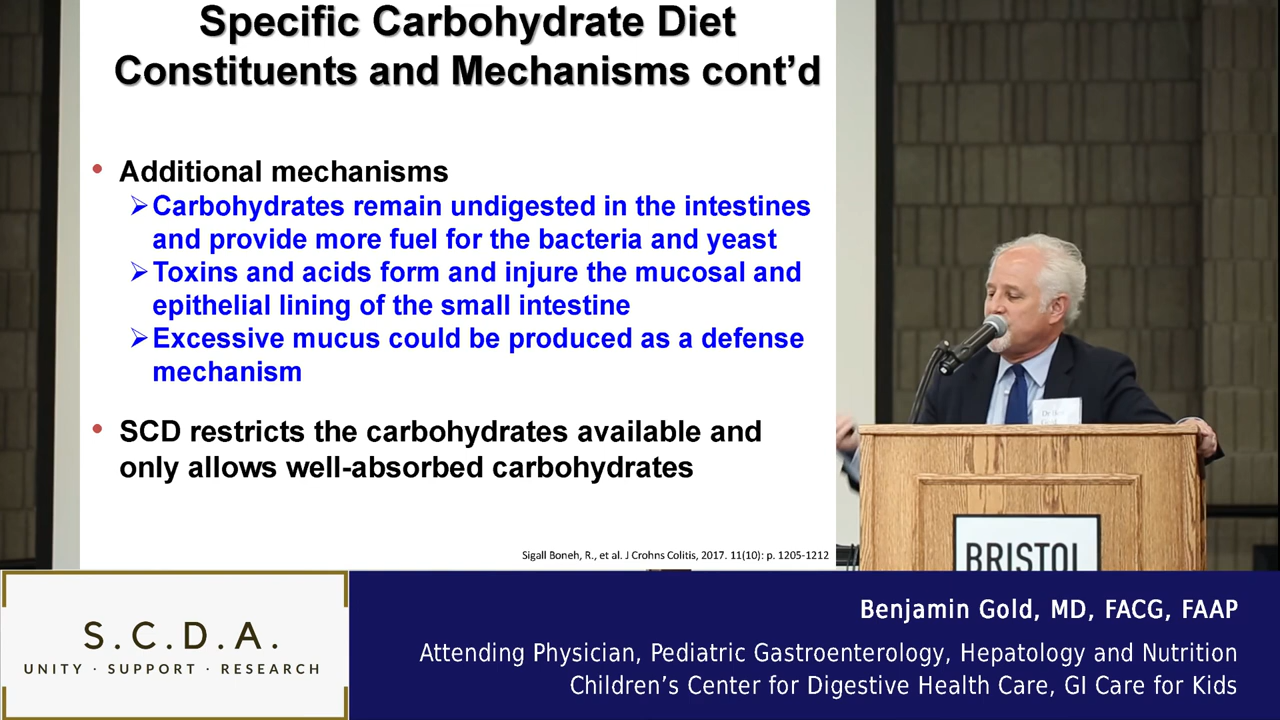 Specific Carbohydrate Diet
Constituents and Mechanisms cont’d
• Additional mechanisms
➢Carbohydrates remain undigested in the intestines
and provide more fuel for the bacteria and yeast
➢Toxins and acids form and injure the mucosal and
epithelial lining of the small intestine
➢Excessive mucus could be produced as a defense
mechanism
• SCD restricts the carbohydrates available and
only allows well-absorbed carbohydrates
Sigall Boneh, R., et al. J Crohns Colitis, 2017. 11(10): p. 1205-1212
BRISTOL
S.C.D.A.
UNITY · SUPPORT · RESEARCH
Benjamin Gold, MD, FACG, FAAP
Attending Physician, Pediatric Gastroenterology, Hepatology and Nutrition
Children’s Center for Digestive Health Care, GI Care for Kids